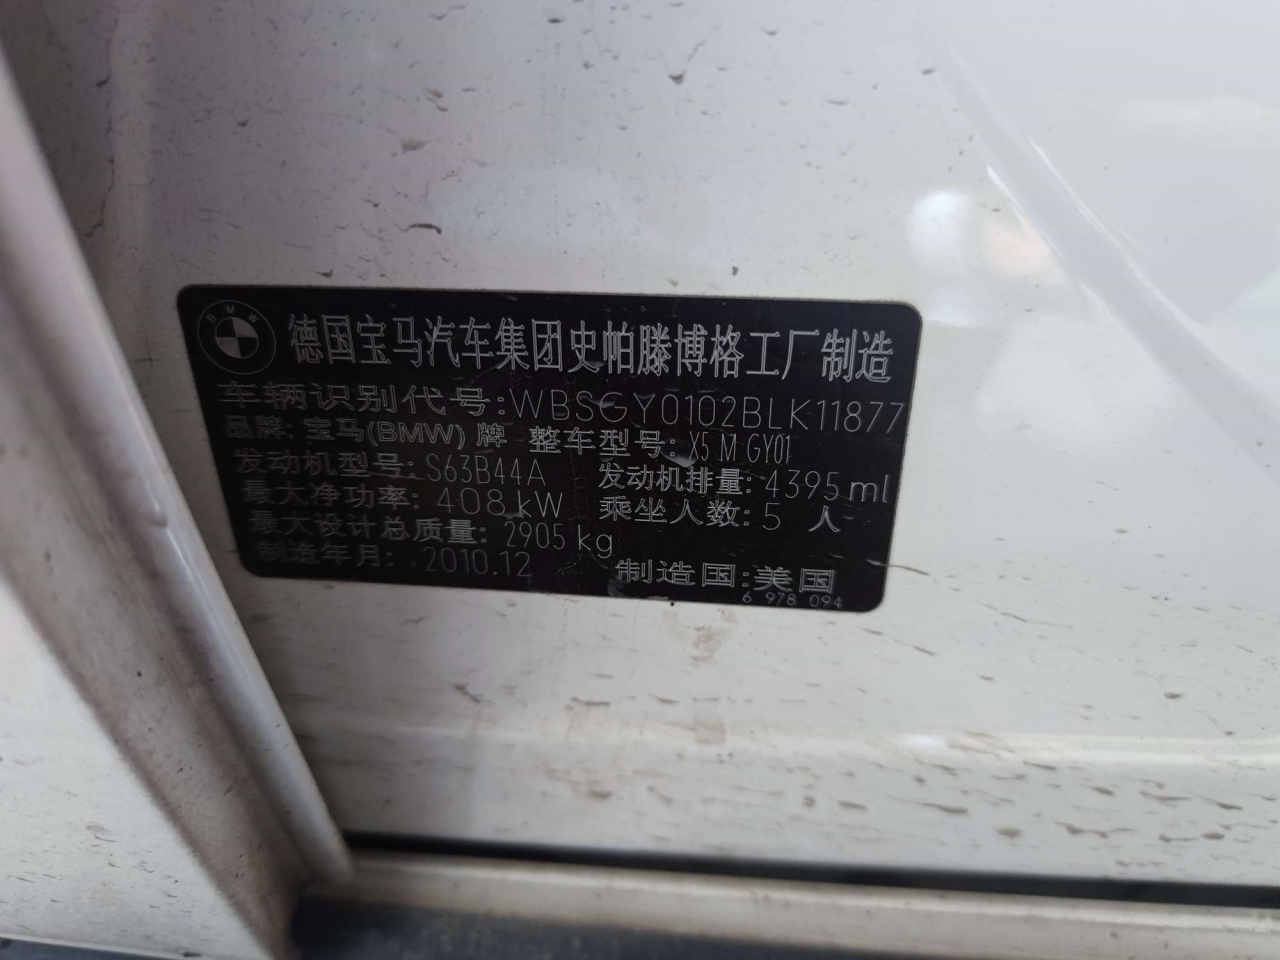 BMW
德国宝马汽车集团史帕滕博格工厂制造
车辆识别代号:WBSGY0102BLK11877
品牌:宝马(BMW)牌 整车型号:X5 M GY01
发动机型号:S63B44A 发动机排量:4395ml
最大净功率:408kW 乘坐人数:5 人
最大设计总质量:2905kg
制造年月:2010.12 制造国:美国
6 978 094